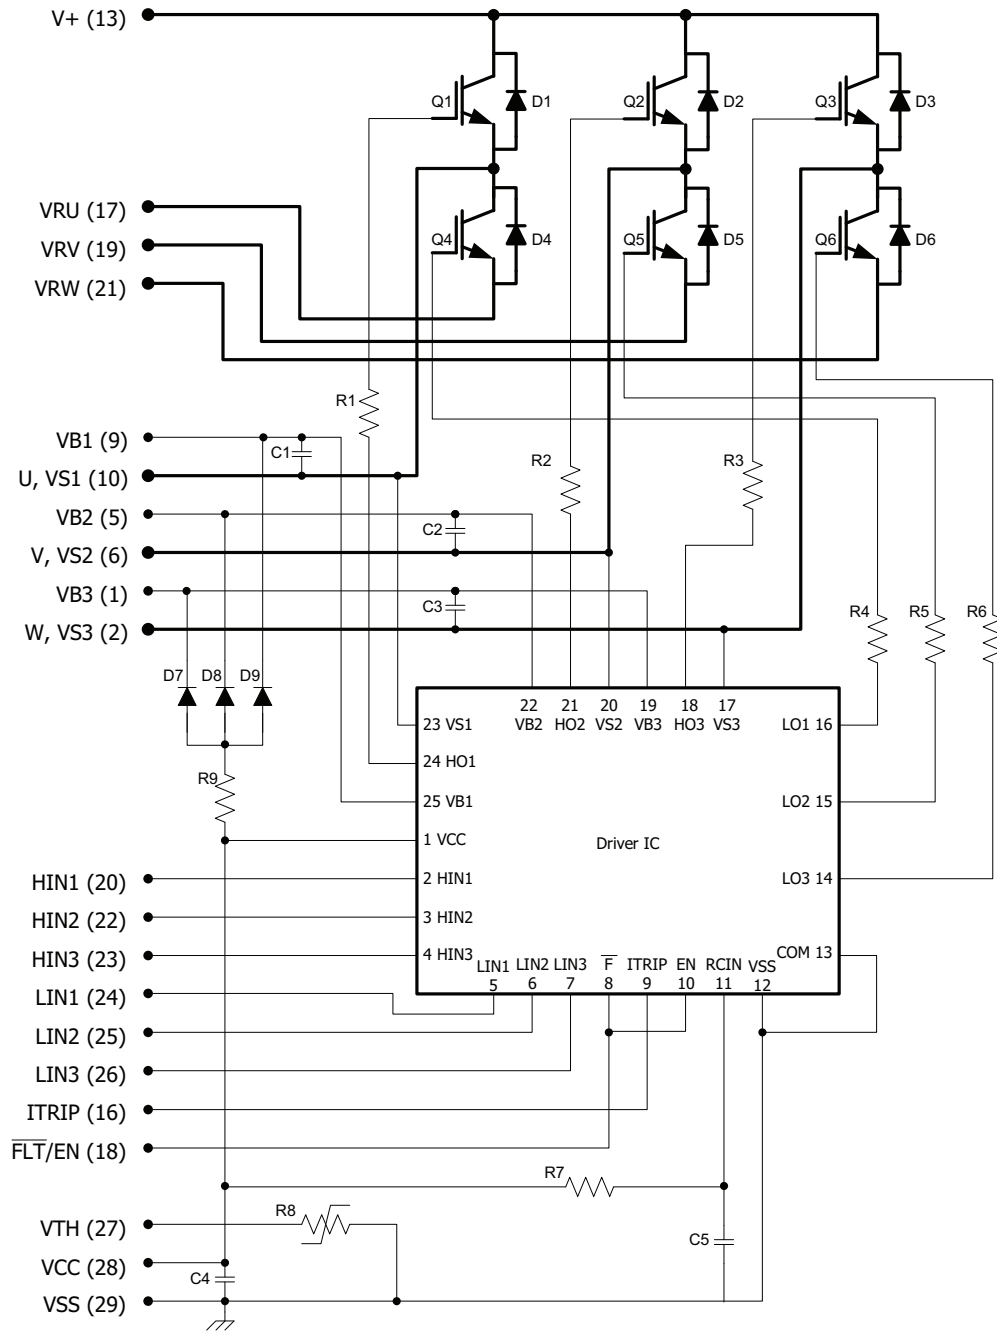 V+ (13)
Q1
D1
Q2
D2
Q3
D3
VRU (17)
VRV (19)
VRW (21)
Q4
D4
Q5
D5
Q6
D6
R1
VB1 (9)
C1
R2
R3
U, VS1 (10)
VB2 (5)
C2
V, VS2 (6)
VB3 (1)
C3
R4
R5
R6
W, VS3 (2)
D7
D8
D9
22 21 20 19 18 17
VB2 HO2 VS2 VB3 HO3 VS3
23 VS1
LO1 16
24 HO1
R9
25 VB1
LO2 15
1 VCC
Driver IC
HIN1 (20)
2 HIN1
LO3 14
HIN2 (22)
3 HIN2
HIN3 (23)
4 HIN3
COM 13
LIN1 LIN2 LIN3 F̅ ITRIP EN RCIN VSS
5 6 7 8 9 10 11 12
LIN1 (24)
LIN2 (25)
LIN3 (26)
ITRIP (16)
F̅L̅T̅/EN (18)
R7
VTH (27)
R8
C5
VCC (28)
C4
VSS (29)